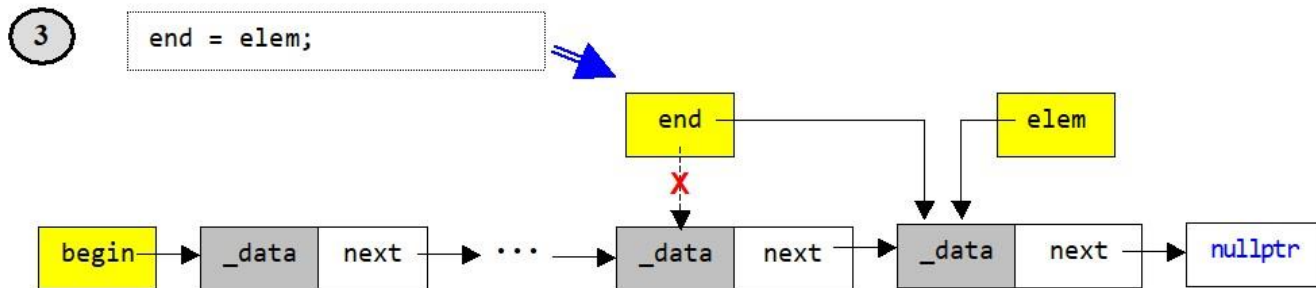 3
end = elem;
end elem
X
begin _data next ... _data next _data next nullptr